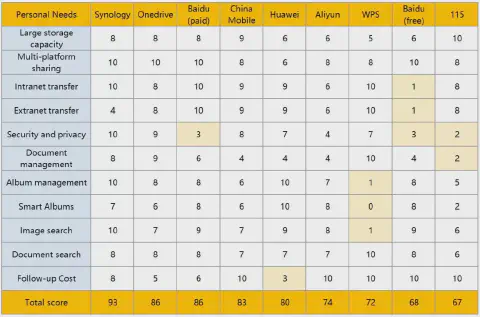 Personal Needs Synology Onedrive Baidu (paid) China Mobile Huawei Aliyun WPS Baidu (free) 115
Large storage capacity 8 8 8 9 6 6 5 6 10
Multi-platform sharing 10 10 10 8 6 8 8 10 8
Intranet transfer 10 8 10 9 9 6 10 1 8
Extranet transfer 4 8 10 9 9 6 10 1 8
Security and privacy 10 9 3 8 7 4 7 3 2
Document management 8 9 6 4 4 4 10 4 2
Album management 10 8 8 6 10 7 1 8 5
Smart Albums 7 6 8 6 10 8 0 8 2
Image search 10 7 9 7 9 8 1 9 6
Document search 8 8 8 7 7 7 10 8 6
Follow-up Cost 8 5 6 10 3 10 10 10 10
Total score 93 86 86 83 80 74 72 68 67